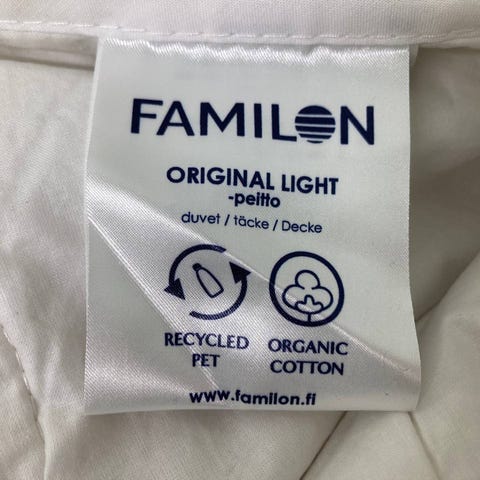 FAMILON
ORIGINAL LIGHT
-peitto
duvet / täcke / Decke
RECYCLED PET
ORGANIC COTTON
www.familon.fi